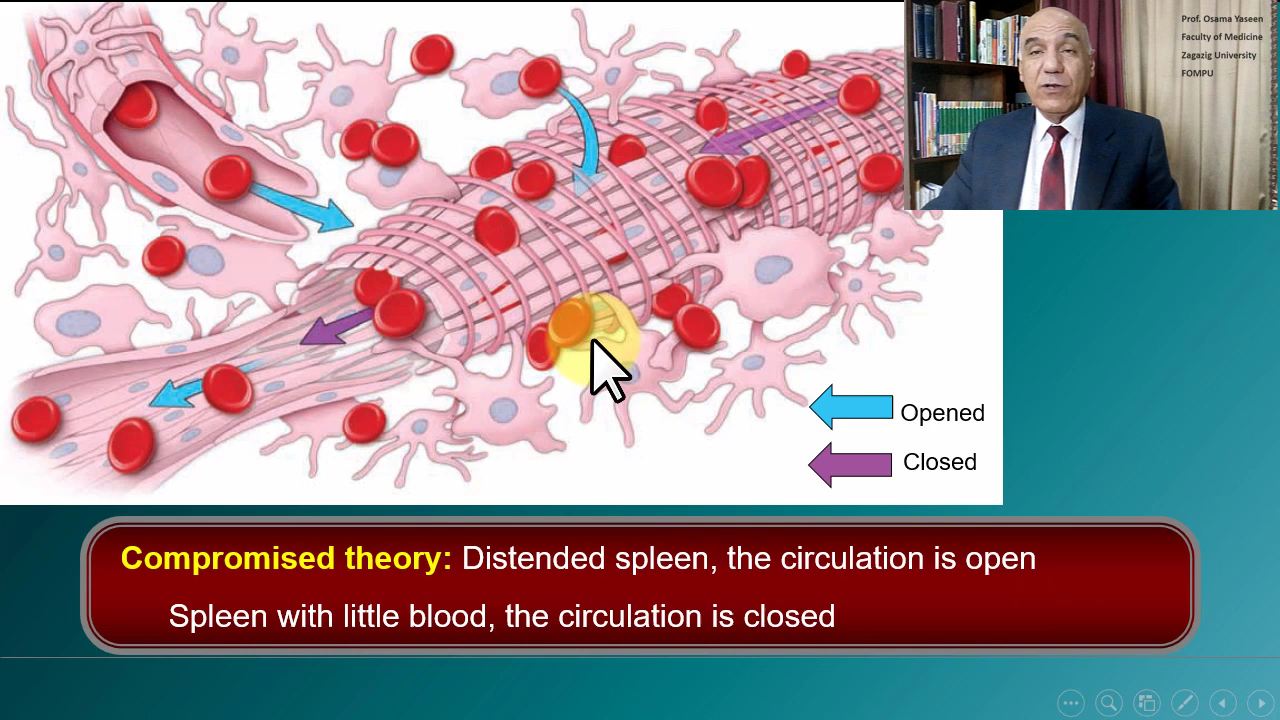 Prof. Osama Yaseen
Faculty of Medicine
Zagazig University
FOMPU
Opened
Closed
Compromised theory: Distended spleen, the circulation is open
Spleen with little blood, the circulation is closed